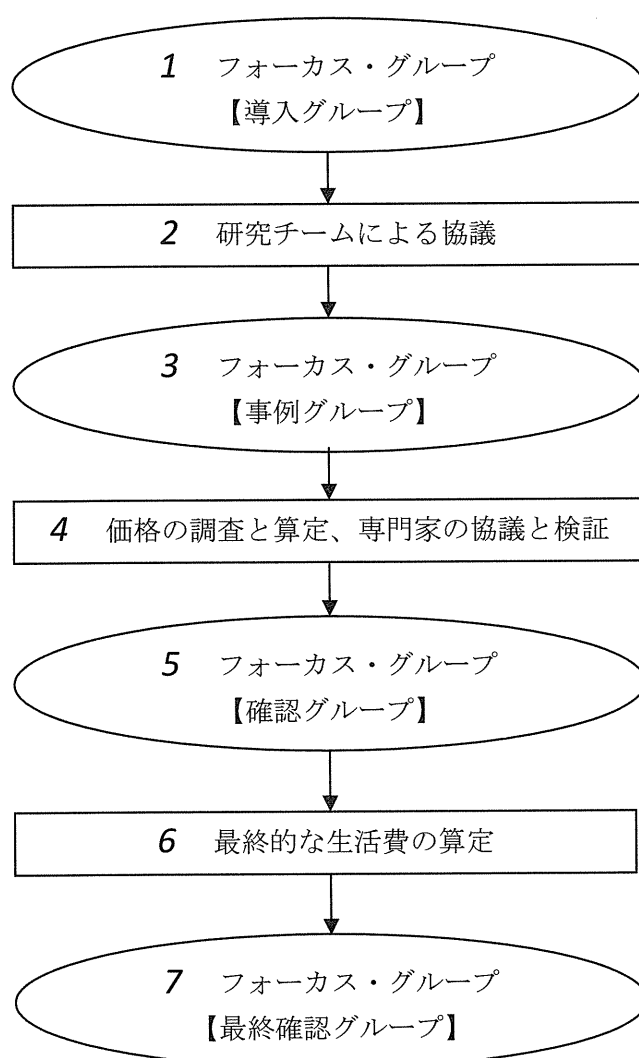 1 フォーカス・グループ
【導入グループ】
2 研究チームによる協議
3 フォーカス・グループ
【事例グループ】
4 価格の調査と算定、専門家の協議と検証
5 フォーカス・グループ
【確認グループ】
6 最終的な生活費の算定
7 フォーカス・グループ
【最終確認グループ】